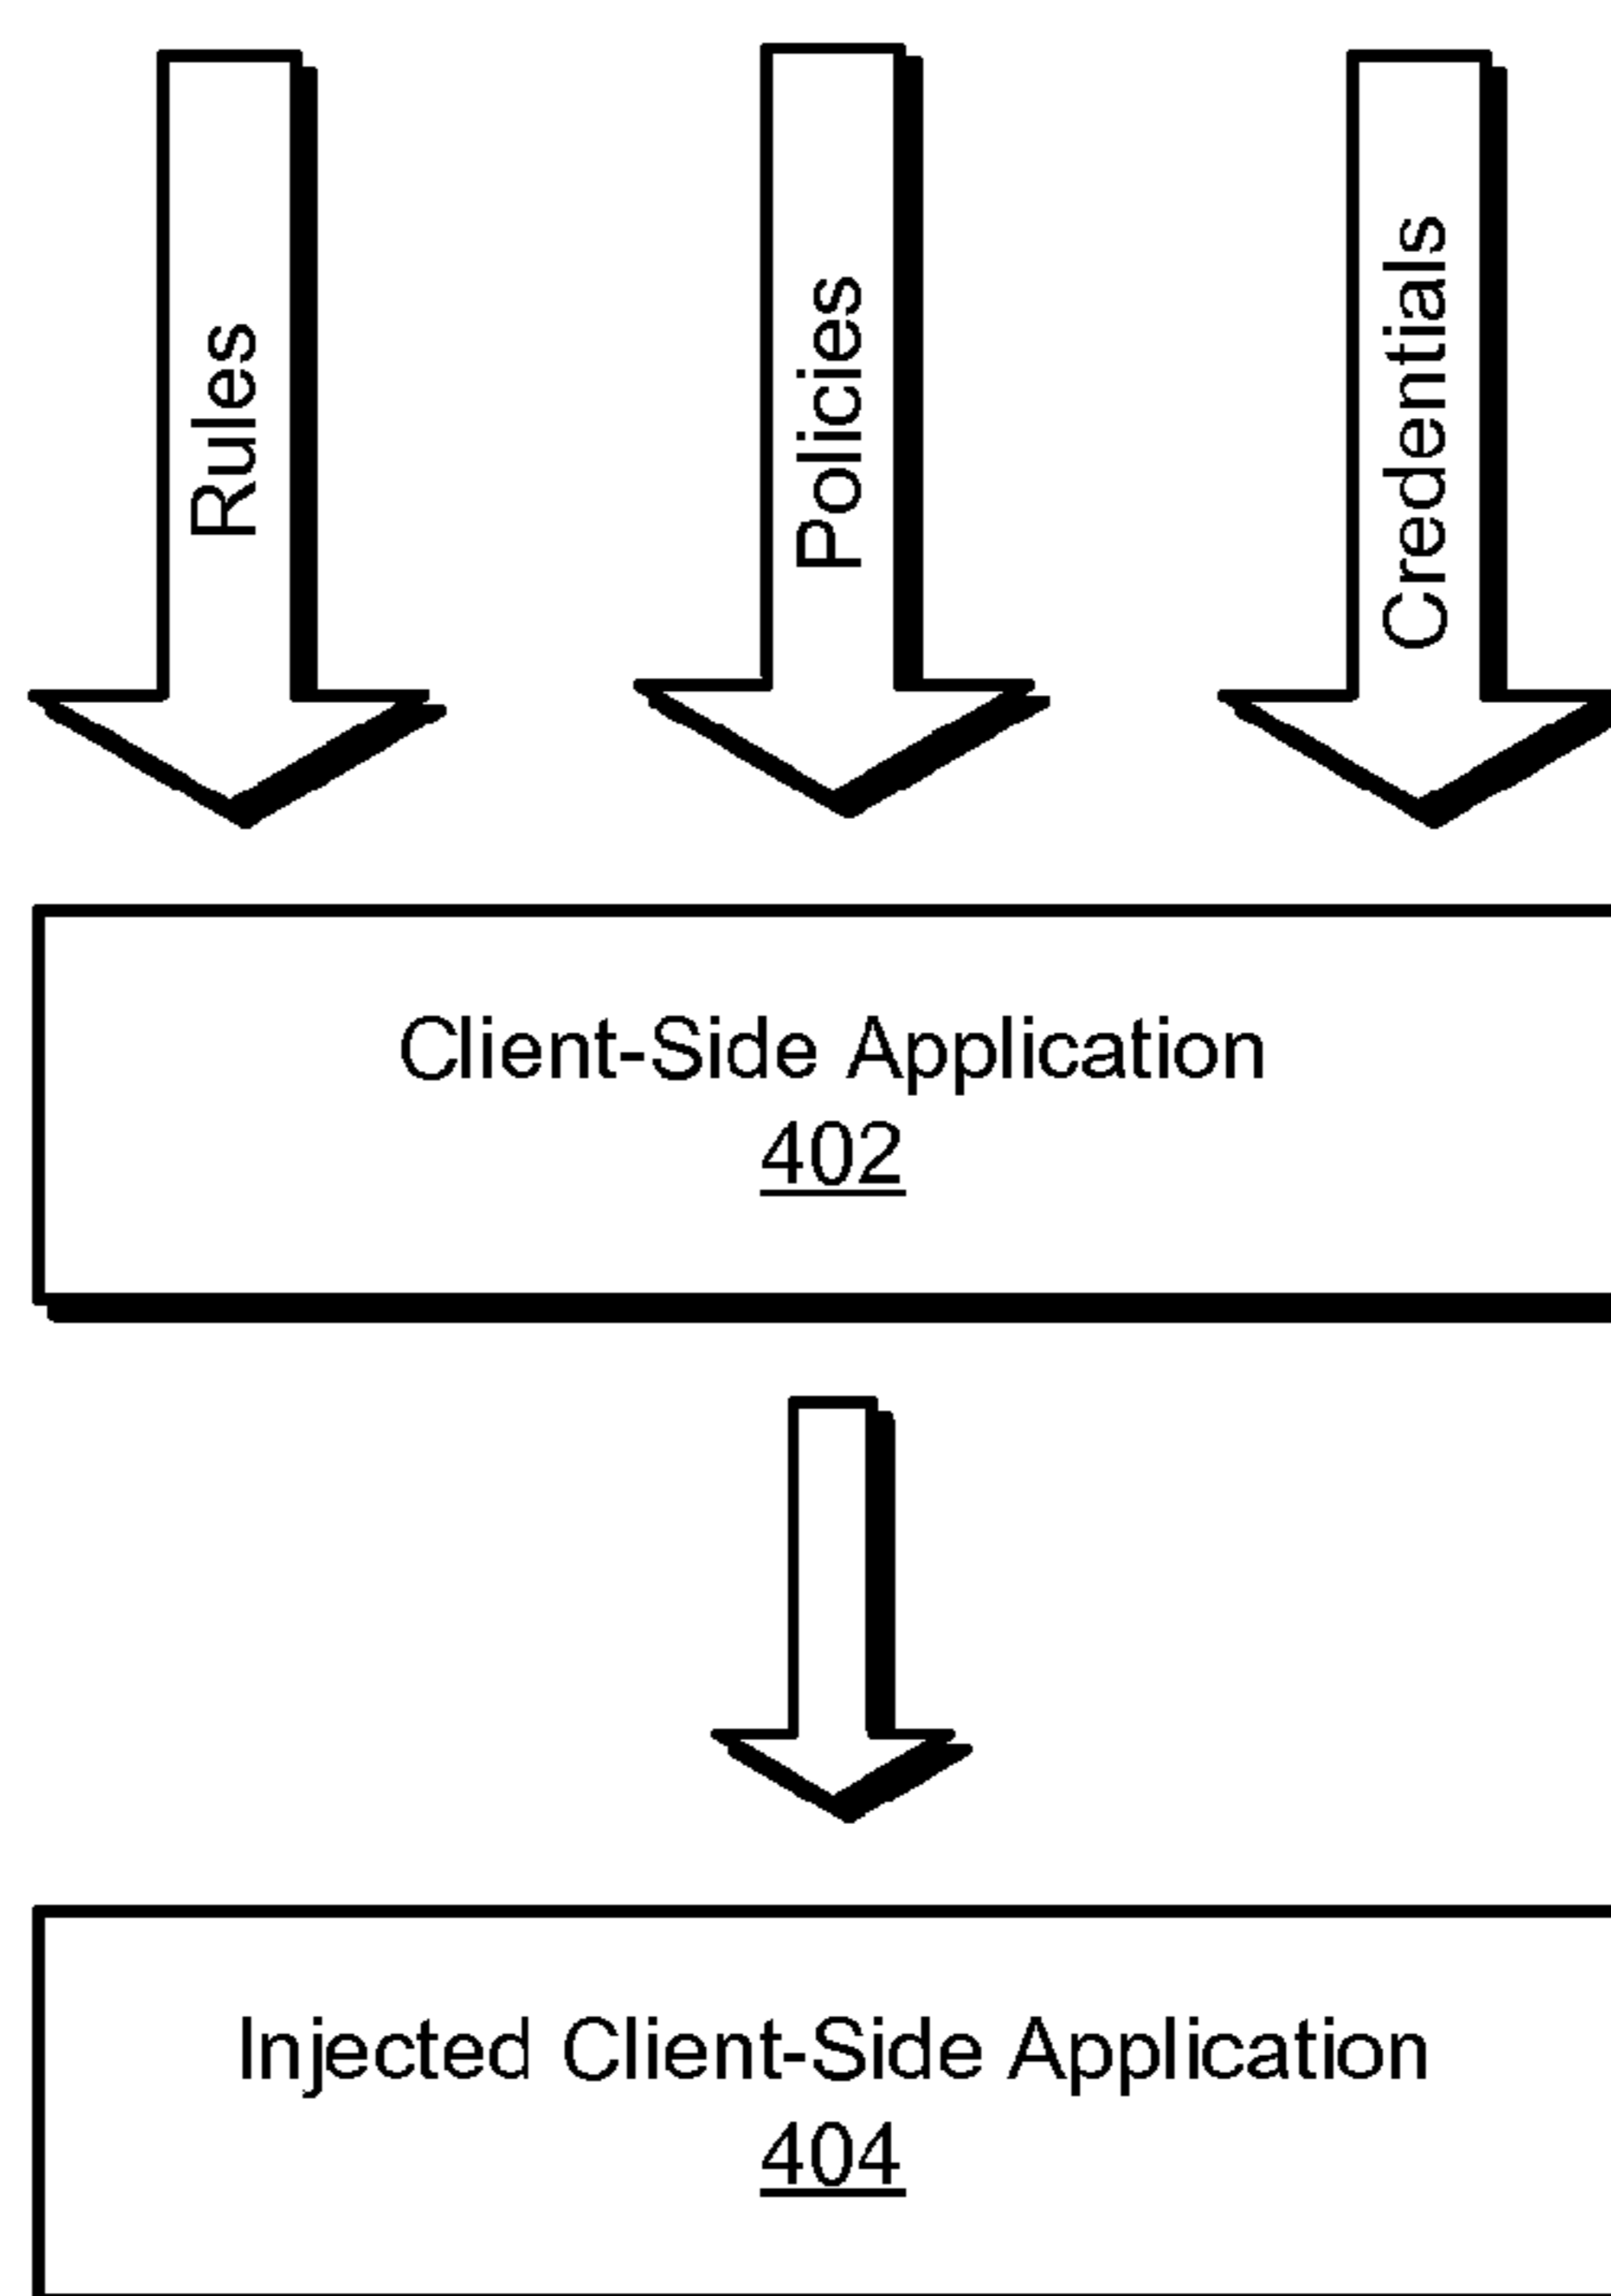 Rules
Policies
Credentials
Client-Side Application
402
Injected Client-Side Application
404